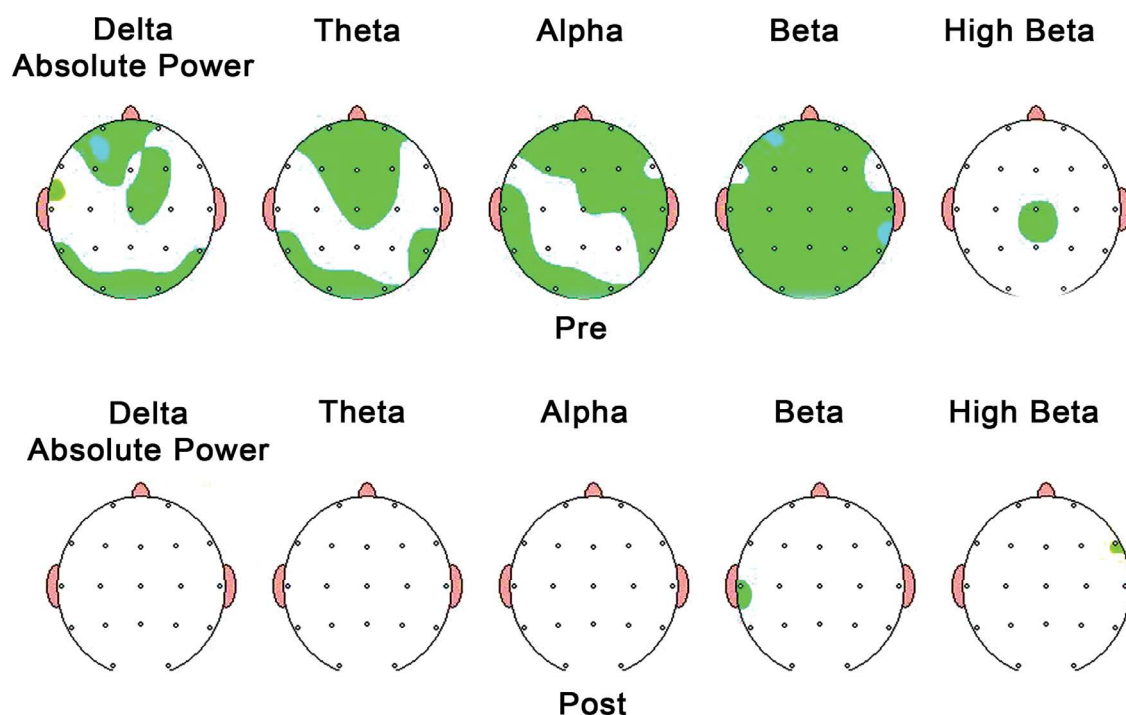 Delta
Absolute Power
Theta
Alpha
Beta
High Beta
Pre
Delta
Absolute Power
Theta
Alpha
Beta
High Beta
Post